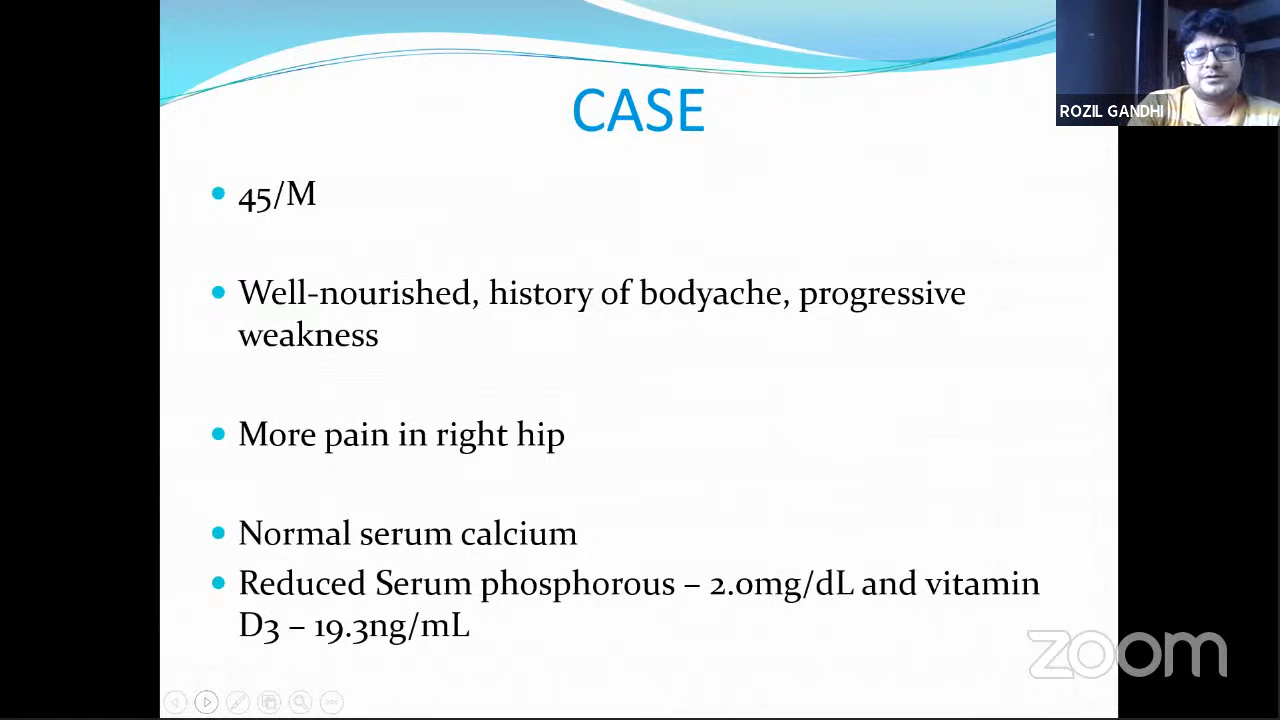 CASE
ROZIL GANDHI
• 45/M
• Well-nourished, history of bodyache, progressive
weakness
• More pain in right hip
• Normal serum calcium
• Reduced Serum phosphorous – 2.0mg/dL and vitamin
D3 – 19.3ng/mL
zoom